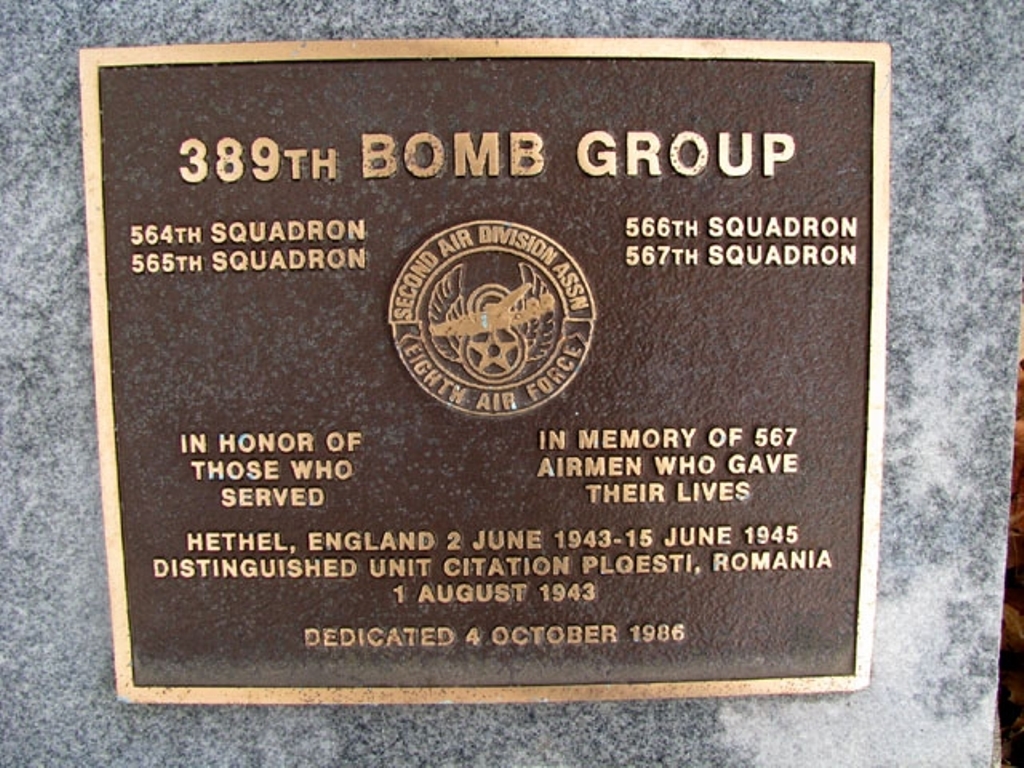 389TH BOMB GROUP
564TH SQUADRON
565TH SQUADRON
566TH SQUADRON
567TH SQUADRON
SECOND AIR DIVISION ASSN
EIGHTH AIR FORCE
IN HONOR OF
THOSE WHO
SERVED
IN MEMORY OF 567
AIRMEN WHO GAVE
THEIR LIVES
HETHEL, ENGLAND 2 JUNE 1943-15 JUNE 1945
DISTINGUISHED UNIT CITATION PLOESTI, ROMANIA
1 AUGUST 1943
DEDICATED 4 OCTOBER 1986